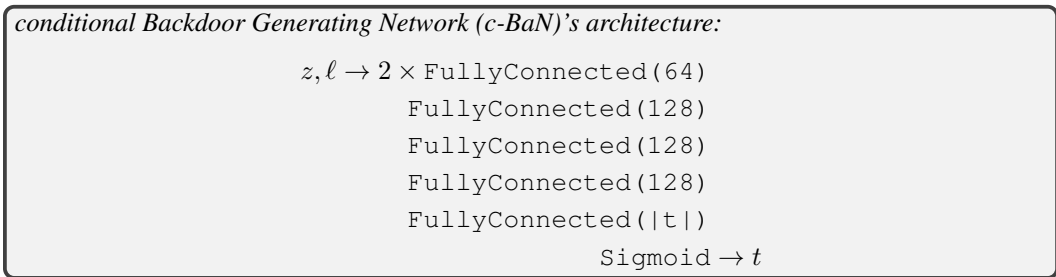 conditional Backdoor Generating Network (c-BaN)'s architecture:
z, ℓ → 2 × FullyConnected(64)
FullyConnected(128)
FullyConnected(128)
FullyConnected(128)
FullyConnected(|t|)
Sigmoid → t